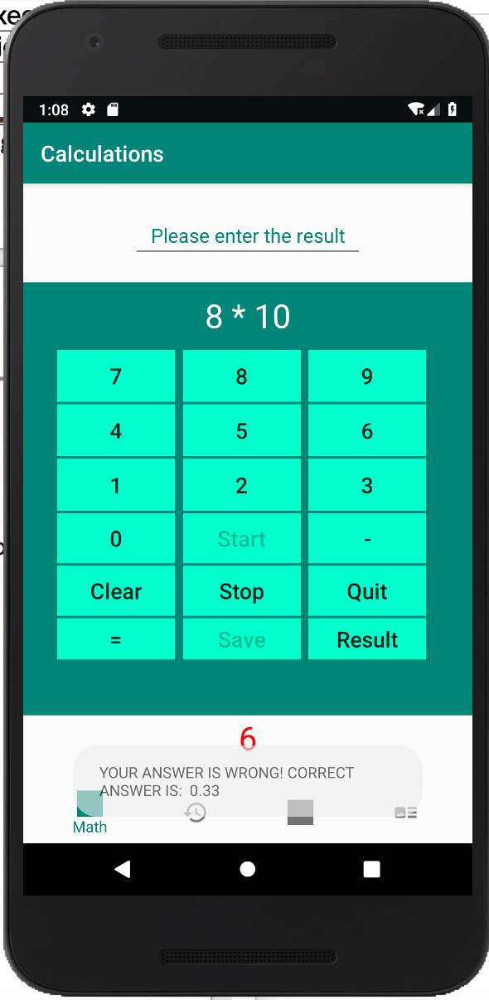 1:08
Calculations
Please enter the result
8 * 10
7 8 9
4 5 6
1 2 3
0 Start -
Clear Stop Quit
= Save Result
6
YOUR ANSWER IS WRONG! CORRECT
ANSWER IS: 0.33
Math